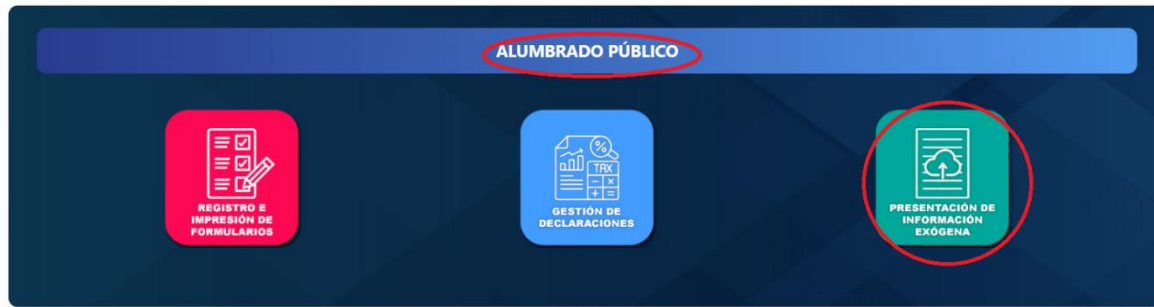 ALUMBRADO PÚBLICO
REGISTRO E
IMPRESIÓN DE
FORMULARIOS
%
TAX
GESTIÓN DE
DECLARACIONES
PRESENTACIÓN DE
INFORMACIÓN
EXÓGENA